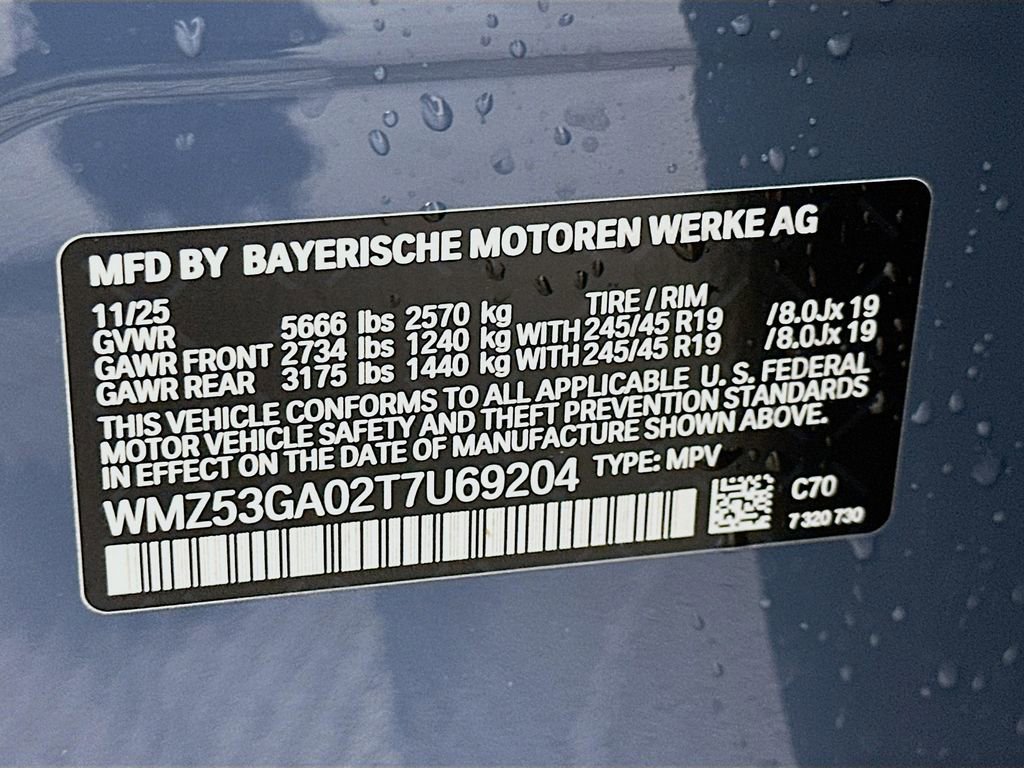 MFD BY BAYERISCHE MOTOREN WERKE AG
11/25 TIRE / RIM
GVWR 5666 lbs 2570 kg
GAWR FRONT 2734 lbs 1240 kg WITH 245/45 R19 /8.0Jx 19
GAWR REAR 3175 lbs 1440 kg WITH 245/45 R19 /8.0Jx 19
THIS VEHICLE CONFORMS TO ALL APPLICABLE U. S. FEDERAL
MOTOR VEHICLE SAFETY AND THEFT PREVENTION STANDARDS
IN EFFECT ON THE DATE OF MANUFACTURE SHOWN ABOVE.
WMZ53GA02T7U69204 TYPE: MPV
C70
7 320 730